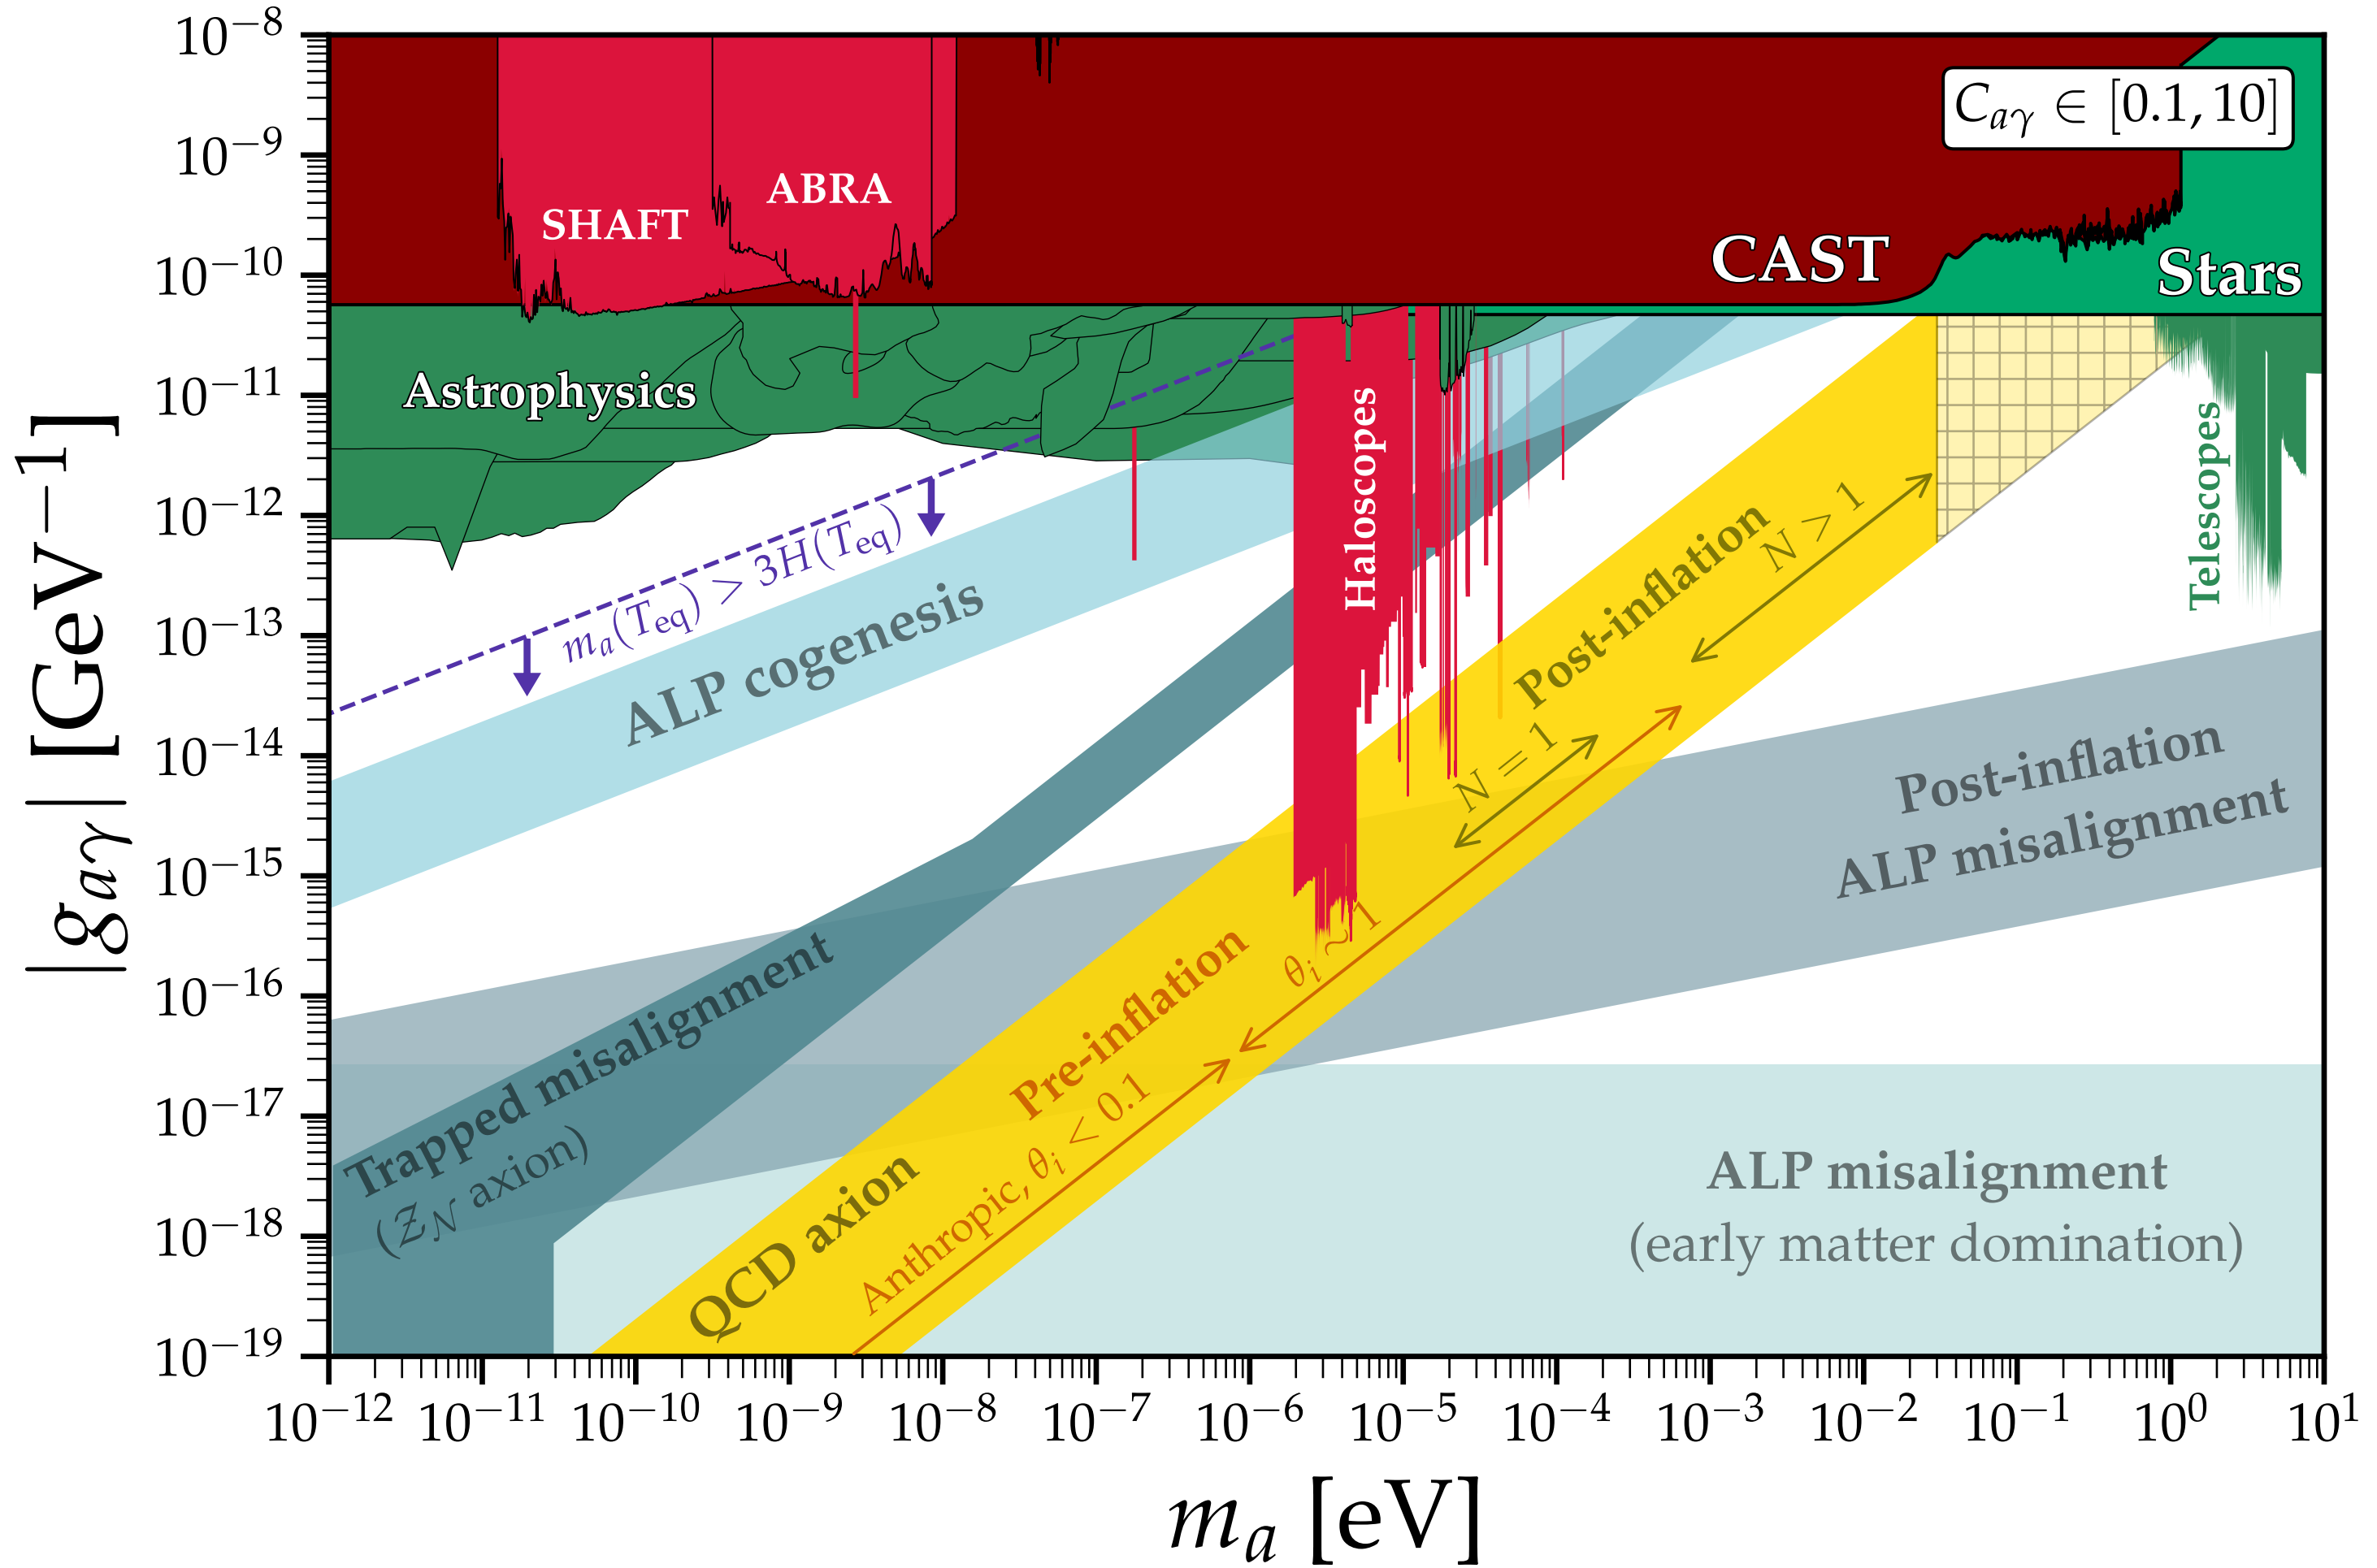 10⁻⁸
10⁻⁹
10⁻¹⁰
10⁻¹¹
10⁻¹²
10⁻¹³
10⁻¹⁴
10⁻¹⁵
10⁻¹⁶
10⁻¹⁷
10⁻¹⁸
10⁻¹⁹
|g_{aγ}| [GeV⁻¹]
C_{aγ} ∈ [0.1, 10]
SHAFT
ABRA
CAST
Stars
Astrophysics
Haloscopes
Telescopes
m_a(T_eq) > 3H(T_eq)
ALP cogenesis
Post-inflation
N > 1
N = 1
Post-inflation
ALP misalignment
Trapped misalignment
(𝒵_𝒩 axion)
Pre-inflation
θ_i ~ 1
QCD axion
Anthropic, θ_i < 0.1
ALP misalignment
(early matter domination)
10⁻¹²
10⁻¹¹
10⁻¹⁰
10⁻⁹
10⁻⁸
10⁻⁷
10⁻⁶
10⁻⁵
10⁻⁴
10⁻³
10⁻²
10⁻¹
10⁰
10¹
m_a [eV]